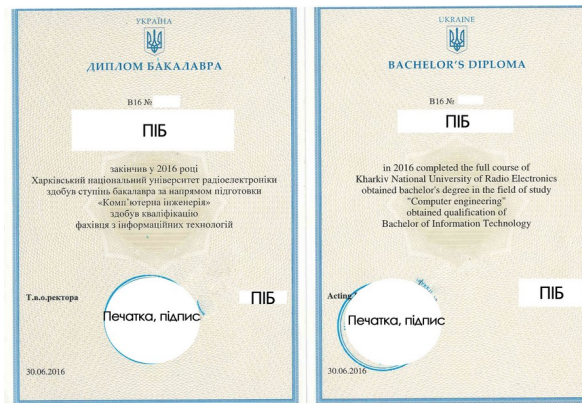 УКРАЇНА
ДИПЛОМ БАКАЛАВРА
В16 №
ПІБ
закінчив у 2016 році
Харківський національний університет радіоелектроніки
здобув ступінь бакалавра за напрямом підготовки
«Комп'ютерна інженерія»
здобув кваліфікацію
фахівця з інформаційних технологій
Т.в.о.ректора
ПІБ
Печатка, підпис
30.06.2016
UKRAINE
BACHELOR'S DIPLOMA
B16 №
ПІБ
in 2016 completed the full course of
Kharkiv National University of Radio Electronics
obtained bachelor's degree in the field of study
"Computer engineering"
obtained qualification of
Bachelor of Information Technology
Acting
ПІБ
Печатка, підпис
30.06.2016